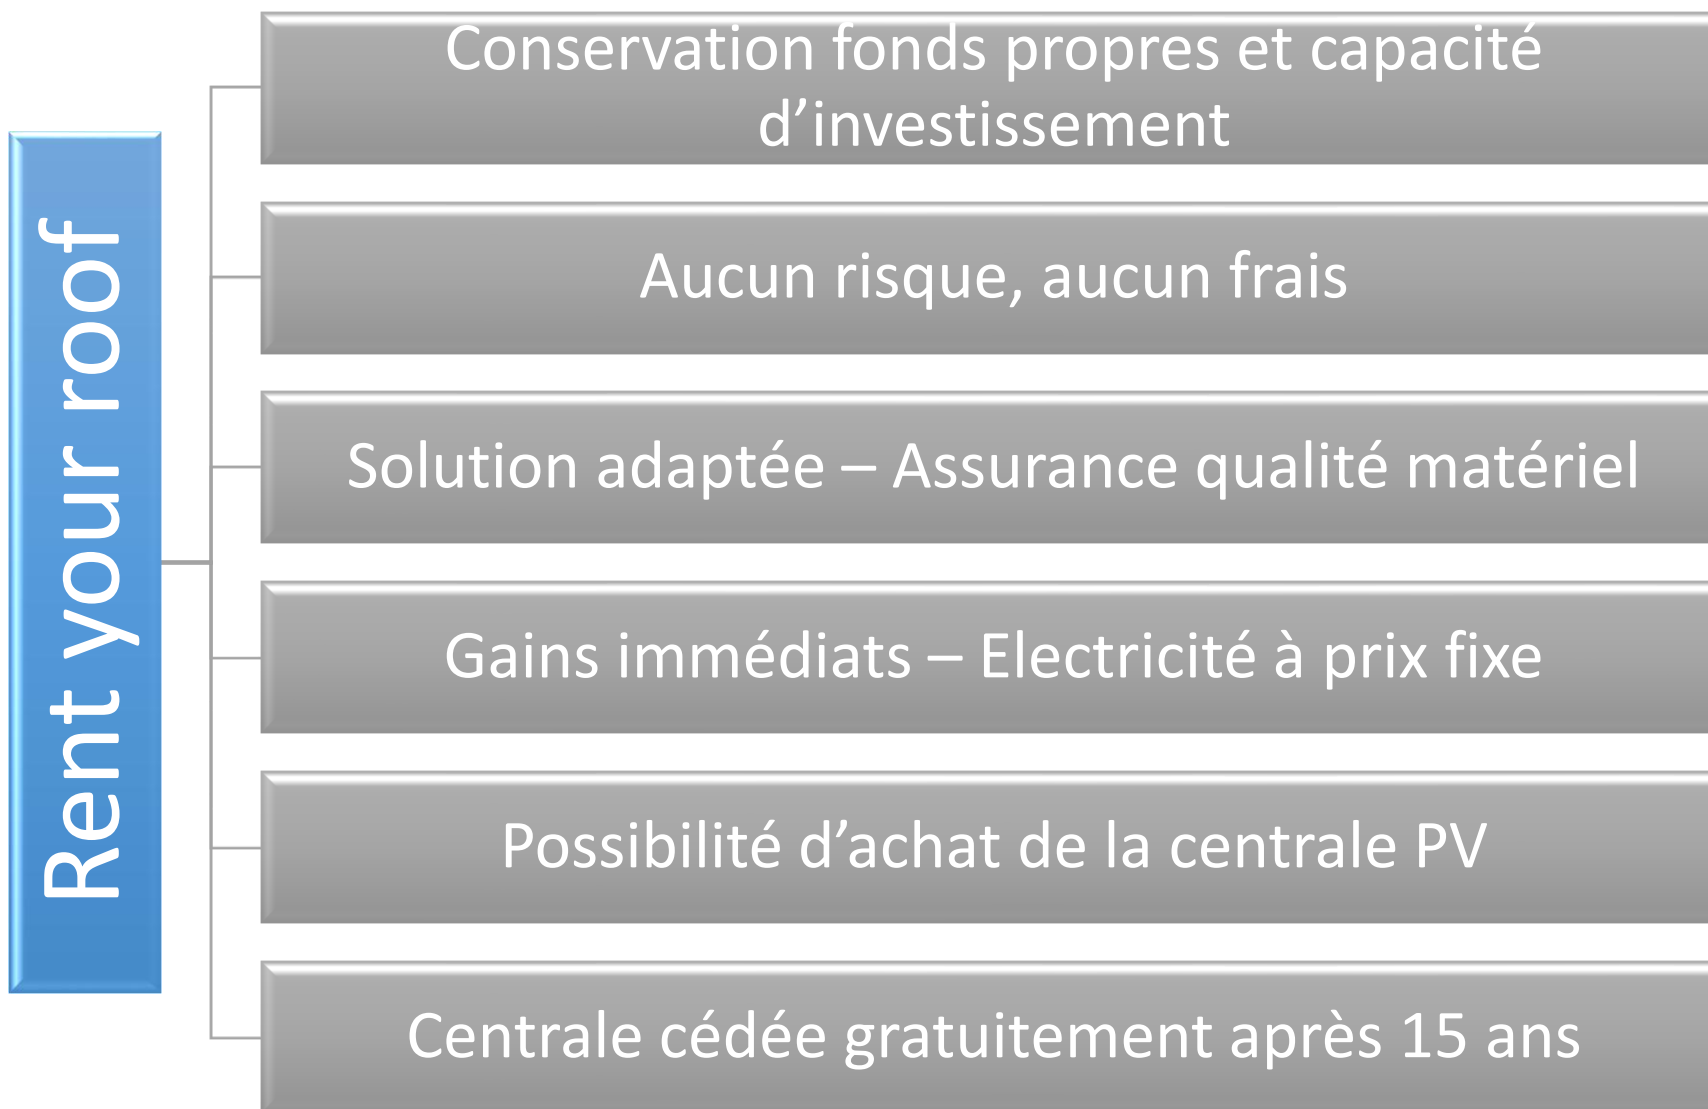 Rent your roof
Conservation fonds propres et capacité
d’investissement
Aucun risque, aucun frais
Solution adaptée – Assurance qualité matériel
Gains immédiats – Electricité à prix fixe
Possibilité d’achat de la centrale PV
Centrale cédée gratuitement après 15 ans